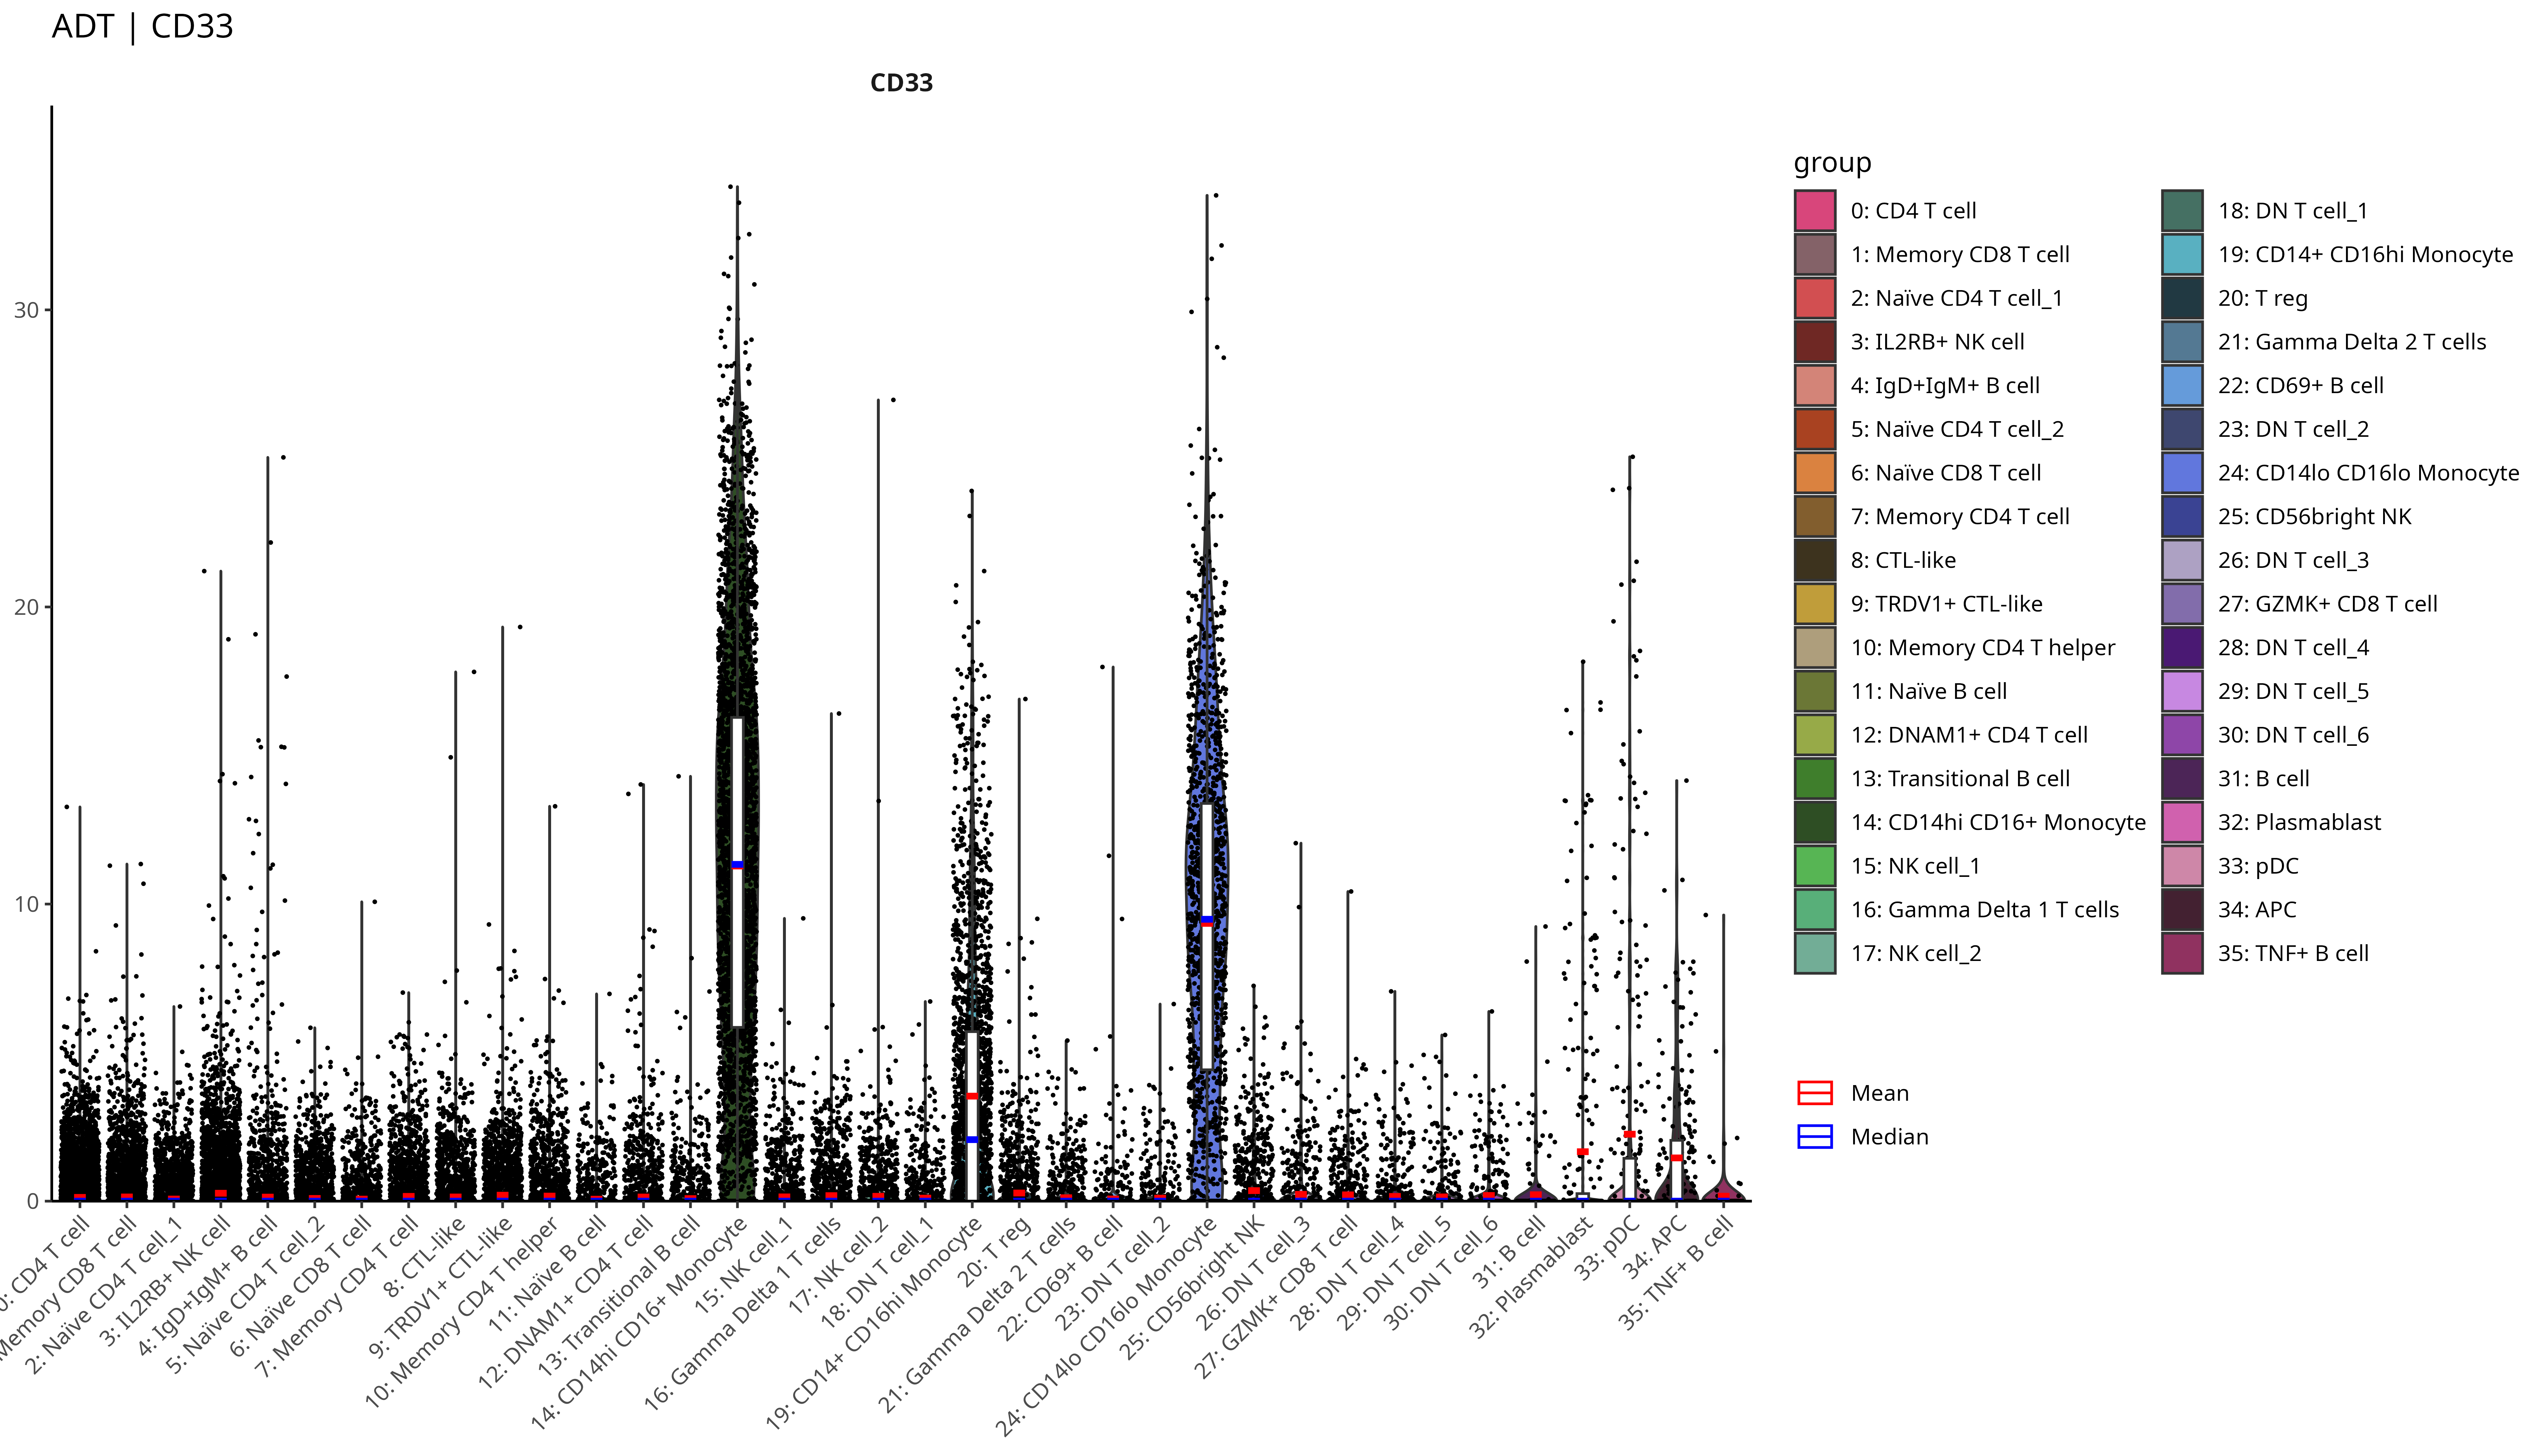 ADT | CD33
CD33
30
20
10
0
0: CD4 T cell
Memory CD8 T cell
2: Naïve CD4 T cell_1
3: IL2RB+ NK cell
4: IgD+IgM+ B cell
5: Naïve CD4 T cell_2
6: Naïve CD8 T cell
7: Memory CD4 T cell
8: CTL-like
9: TRDV1+ CTL-like
10: Memory CD4 T helper
11: Naïve B cell
12: DNAM1+ CD4 T cell
13: Transitional B cell
14: CD14hi CD16+ Monocyte
15: NK cell_1
16: Gamma Delta 1 T cells
17: NK cell_2
18: DN T cell_1
19: CD14+ CD16hi Monocyte
20: T reg
21: Gamma Delta 2 T cells
22: CD69+ B cell
23: DN T cell_2
24: CD14lo CD16lo Monocyte
25: CD56bright NK
26: DN T cell_3
27: GZMK+ CD8 T cell
28: DN T cell_4
29: DN T cell_5
30: DN T cell_6
31: B cell
32: Plasmablast
33: pDC
34: APC
35: TNF+ B cell
group
0: CD4 T cell
1: Memory CD8 T cell
2: Naïve CD4 T cell_1
3: IL2RB+ NK cell
4: IgD+IgM+ B cell
5: Naïve CD4 T cell_2
6: Naïve CD8 T cell
7: Memory CD4 T cell
8: CTL-like
9: TRDV1+ CTL-like
10: Memory CD4 T helper
11: Naïve B cell
12: DNAM1+ CD4 T cell
13: Transitional B cell
14: CD14hi CD16+ Monocyte
15: NK cell_1
16: Gamma Delta 1 T cells
17: NK cell_2
18: DN T cell_1
19: CD14+ CD16hi Monocyte
20: T reg
21: Gamma Delta 2 T cells
22: CD69+ B cell
23: DN T cell_2
24: CD14lo CD16lo Monocyte
25: CD56bright NK
26: DN T cell_3
27: GZMK+ CD8 T cell
28: DN T cell_4
29: DN T cell_5
30: DN T cell_6
31: B cell
32: Plasmablast
33: pDC
34: APC
35: TNF+ B cell
Mean
Median